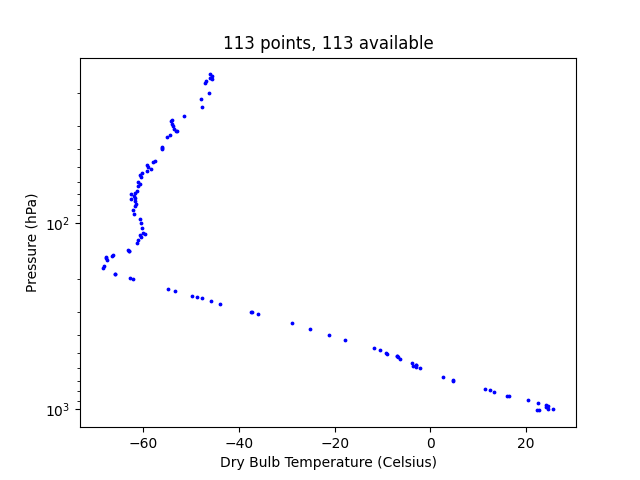 113 points, 113 available
Pressure (hPa)
10²
10³
−60
−40
−20
0
20
Dry Bulb Temperature (Celsius)